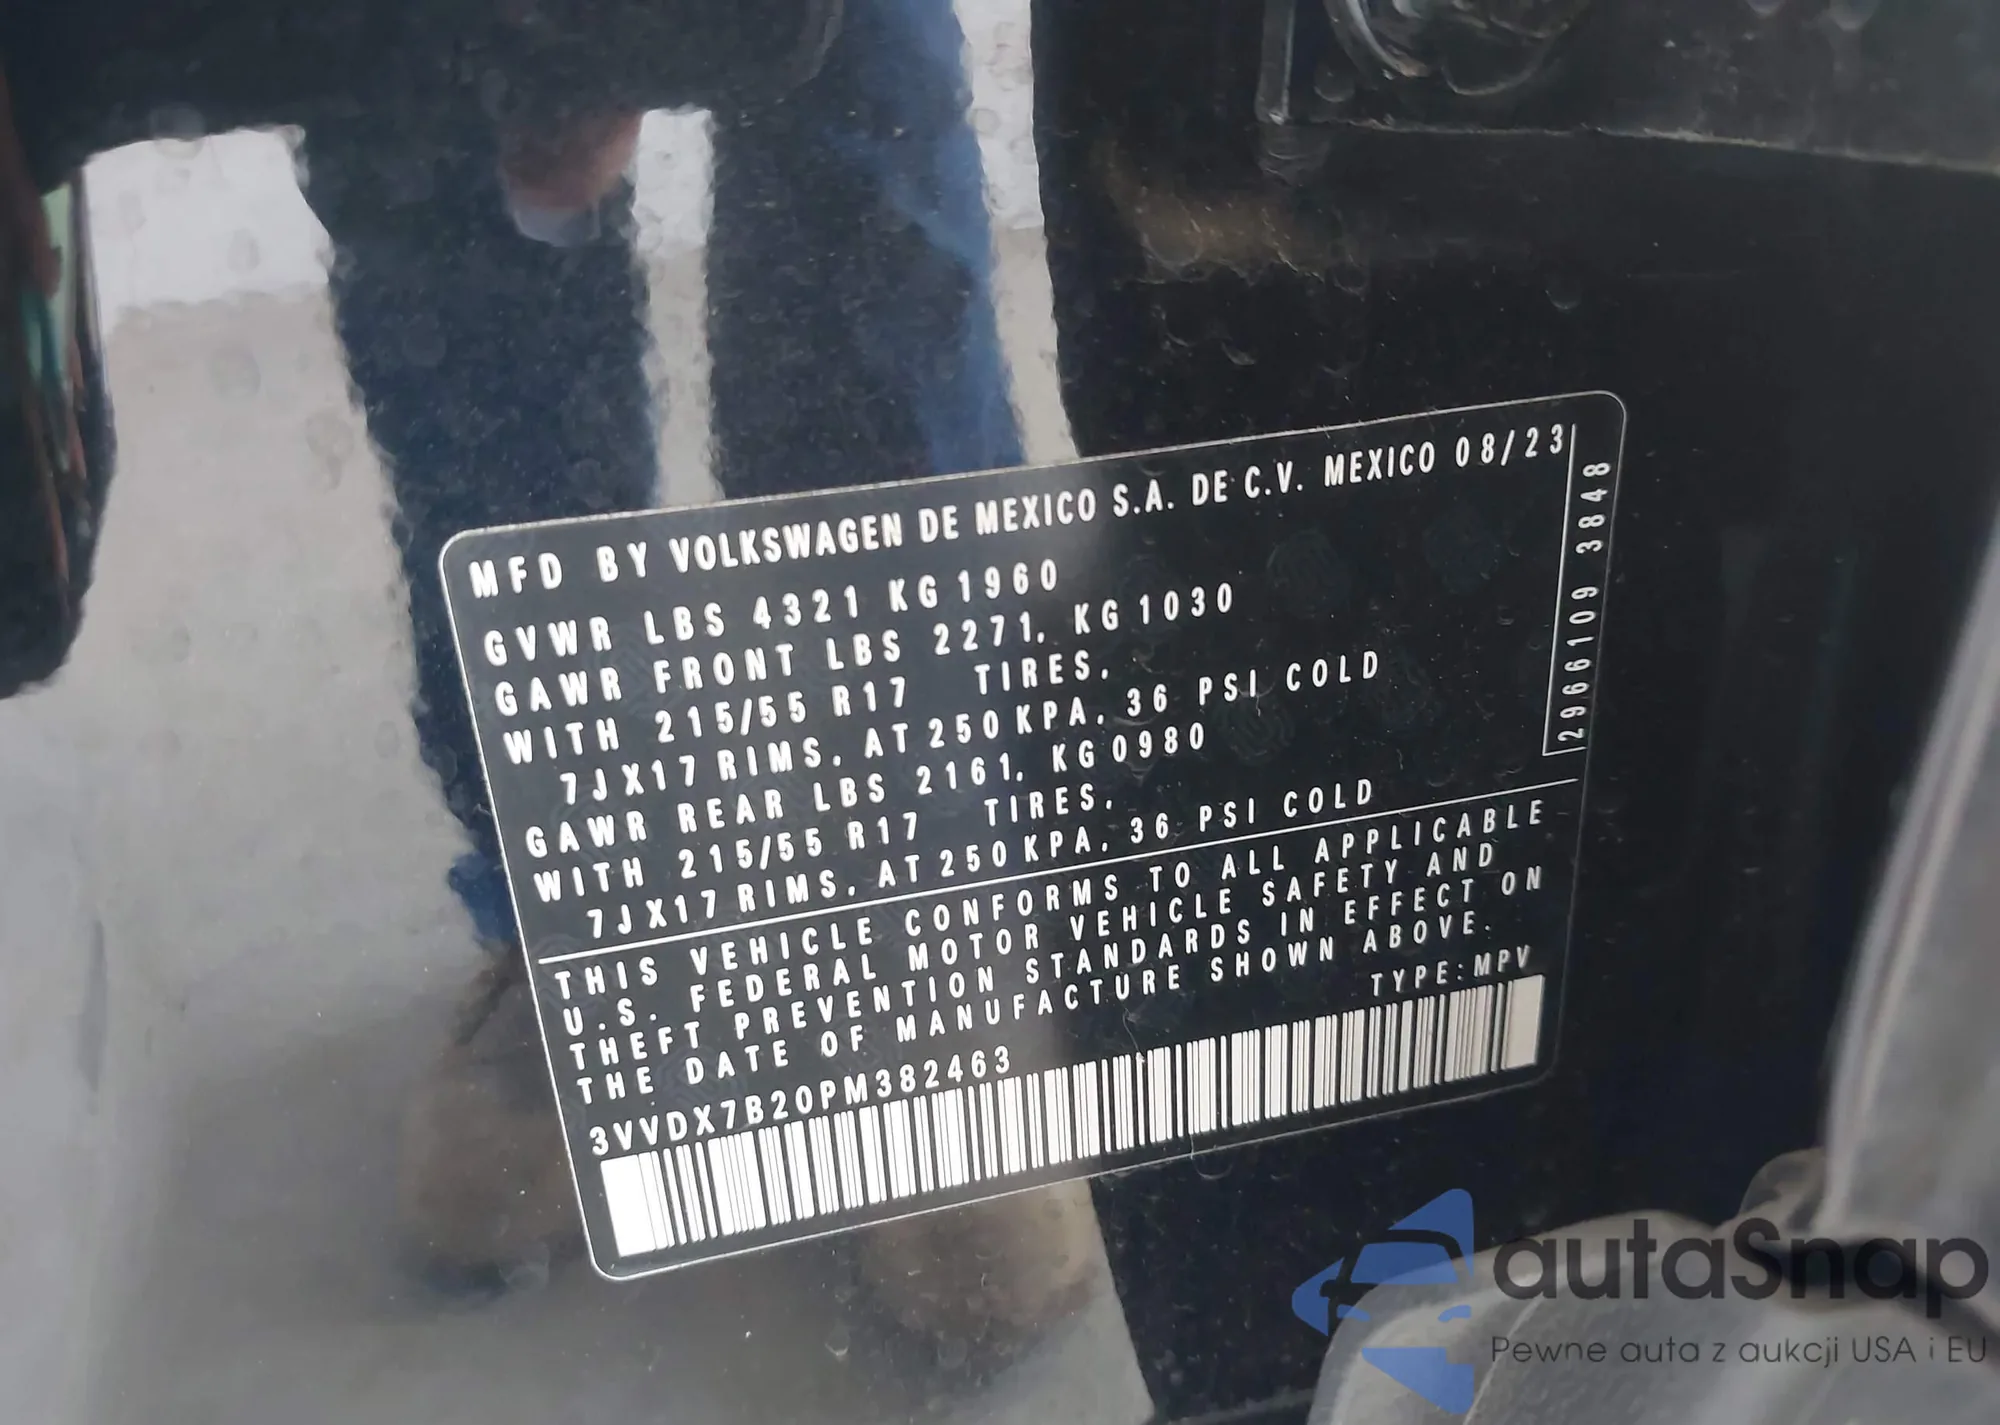 MFD BY VOLKSWAGEN DE MEXICO S.A. DE C.V. MEXICO 08/23
GVWR LBS 4321 KG 1960
GAWR FRONT LBS 2271, KG 1030
WITH 215/55 R17 TIRES,
7JX17 RIMS, AT 250 KPA, 36 PSI COLD
GAWR REAR LBS 2161, KG 0980
WITH 215/55 R17 TIRES,
7JX17 RIMS, AT 250 KPA, 36 PSI COLD
2966109 3848
THIS VEHICLE CONFORMS TO ALL APPLICABLE
U.S. FEDERAL MOTOR VEHICLE SAFETY AND
THEFT PREVENTION STANDARDS IN EFFECT ON
THE DATE OF MANUFACTURE SHOWN ABOVE.
3VVDX7B20PM382463 TYPE:MPV
autaSnap
Pewne auta z aukcji USA i EU